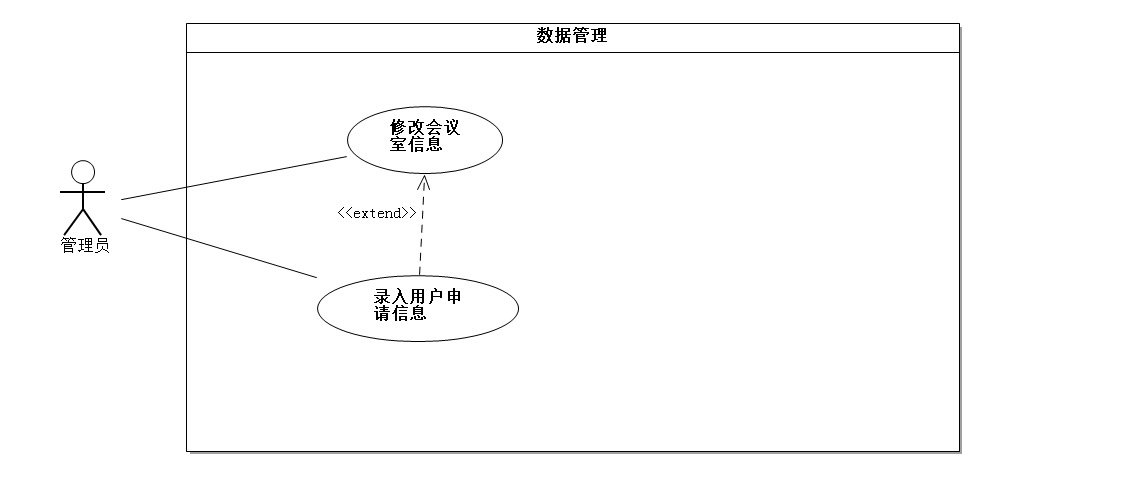 数据管理
修改会议
室信息
<<extend>>
管理员
录入用户申
请信息